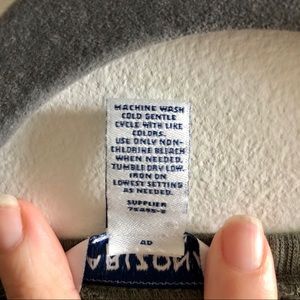 MACHINE WASH
COLD GENTLE
CYCLE WITH LIKE
COLORS.
USE ONLY NON-
CHLORINE BLEACH
WHEN NEEDED.
TUMBLE DRY LOW.
IRON ON
LOWEST SETTING
AS NEEDED.
SUPPLIER
AD